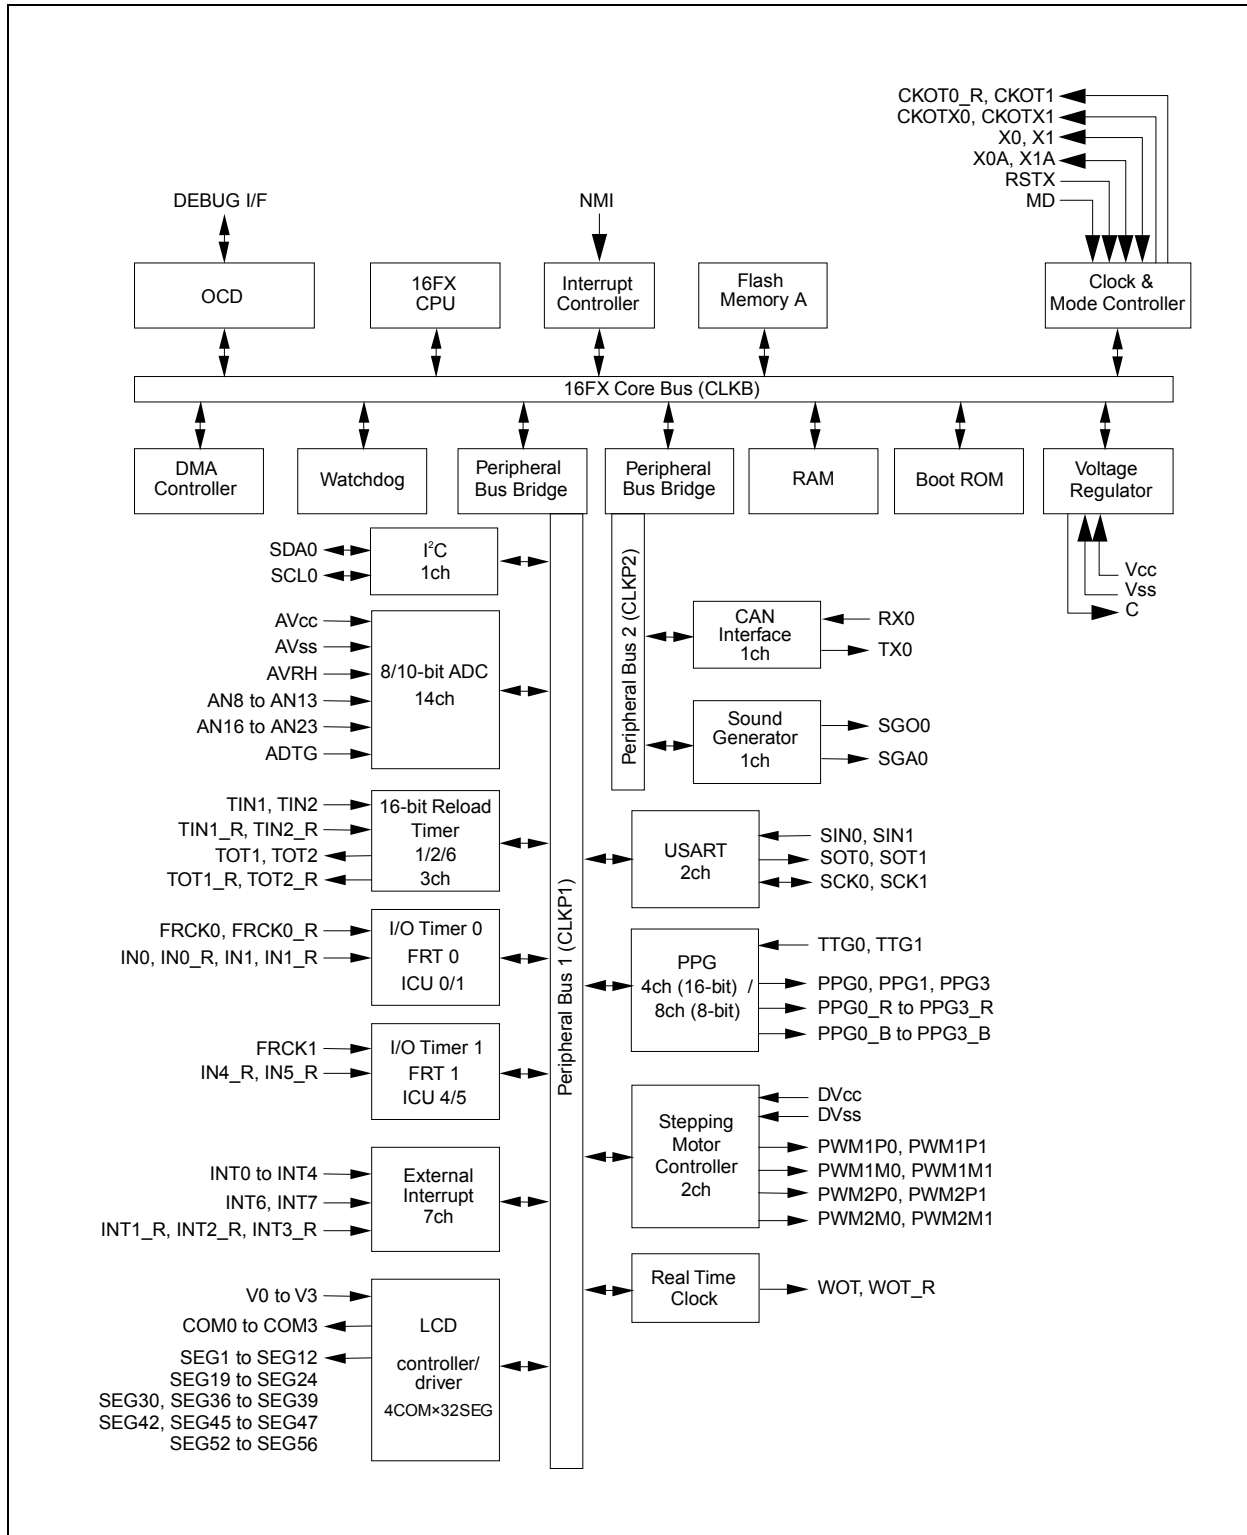 CKOT0_R, CKOT1
CKOTX0, CKOTX1
X0, X1
X0A, X1A
RSTX
MD
DEBUG I/F
NMI
OCD
16FX
CPU
Interrupt
Controller
Flash
Memory A
Clock &
Mode Controller
16FX Core Bus (CLKB)
DMA
Controller
Watchdog
Peripheral
Bus Bridge
Peripheral
Bus Bridge
RAM
Boot ROM
Voltage
Regulator
Vcc
Vss
C
Peripheral Bus 1 (CLKP1)
Peripheral Bus 2 (CLKP2)
SDA0
SCL0
I²C
1ch
AVcc
AVss
AVRH
AN8 to AN13
AN16 to AN23
ADTG
8/10-bit ADC
14ch
TIN1, TIN2
TIN1_R, TIN2_R
TOT1, TOT2
TOT1_R, TOT2_R
16-bit Reload
Timer
1/2/6
3ch
FRCK0, FRCK0_R
IN0, IN0_R, IN1, IN1_R
I/O Timer 0
FRT 0
ICU 0/1
FRCK1
IN4_R, IN5_R
I/O Timer 1
FRT 1
ICU 4/5
INT0 to INT4
INT6, INT7
INT1_R, INT2_R, INT3_R
External
Interrupt
7ch
V0 to V3
COM0 to COM3
SEG1 to SEG12
SEG19 to SEG24
SEG30, SEG36 to SEG39
SEG42, SEG45 to SEG47
SEG52 to SEG56
LCD
controller/
driver
4COM×32SEG
CAN
Interface
1ch
RX0
TX0
Sound
Generator
1ch
SGO0
SGA0
USART
2ch
SIN0, SIN1
SOT0, SOT1
SCK0, SCK1
PPG
4ch (16-bit) /
8ch (8-bit)
TTG0, TTG1
PPG0, PPG1, PPG3
PPG0_R to PPG3_R
PPG0_B to PPG3_B
Stepping
Motor
Controller
2ch
DVcc
DVss
PWM1P0, PWM1P1
PWM1M0, PWM1M1
PWM2P0, PWM2P1
PWM2M0, PWM2M1
Real Time
Clock
WOT, WOT_R